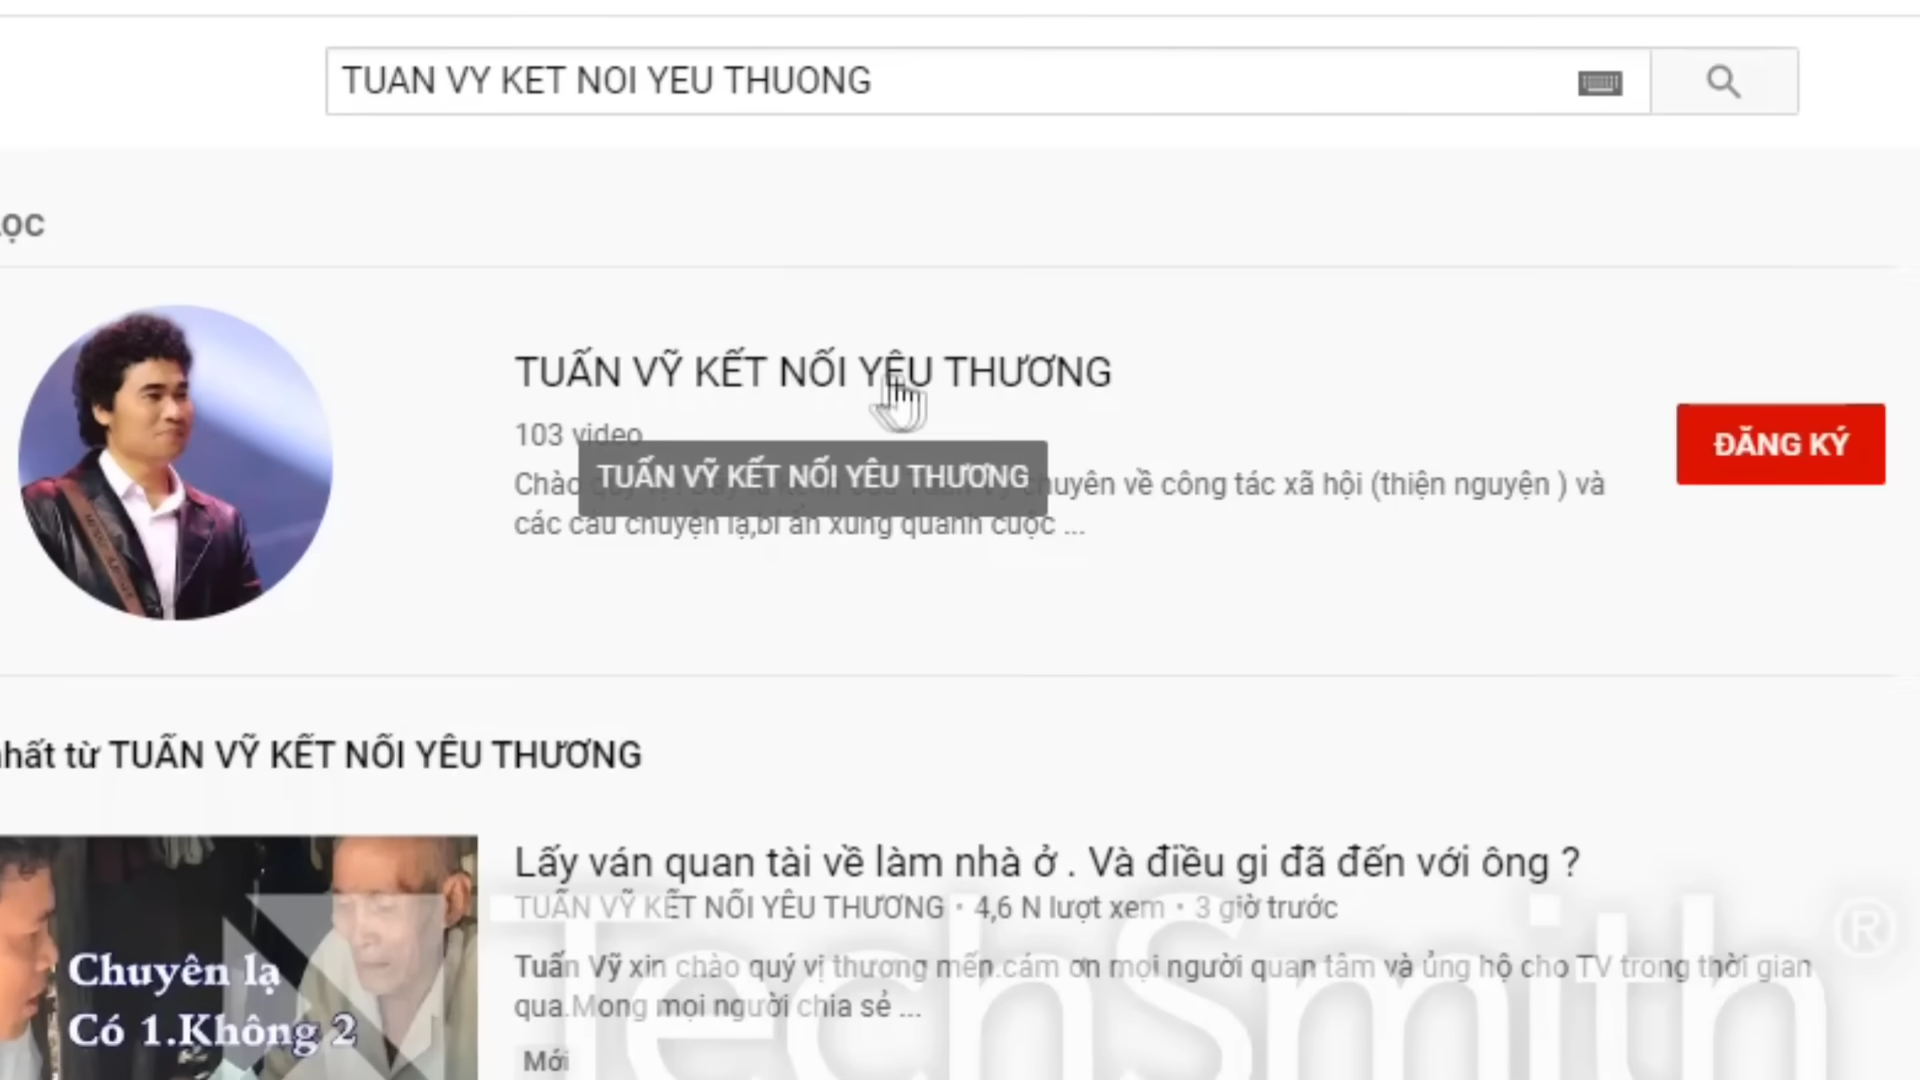 TUAN VY KET NOI YEU THUONG
LỌC
TUẤN VỸ KẾT NỐI YÊU THƯƠNG
103 video
TUẤN VỸ KẾT NỐI YÊU THƯƠNG
Chào chuyên về công tác xã hội (thiện nguyện ) và
các câu chuyện lạ,bí ẩn xung quanh cuộc ...
ĐĂNG KÝ
nhất từ TUẤN VỸ KẾT NỐI YÊU THƯƠNG
Lấy ván quan tài về làm nhà ở . Và điều gi đã đến với ông ?
TUẤN VỸ KẾT NỐI YÊU THƯƠNG • 4,6 N lượt xem • 3 giờ trước
Tuấn Vỹ xin chào quý vị thương mến.cám ơn mọi người quan tâm và ủng hộ cho TV trong thời gian
qua.Mong mọi người chia sẻ ...
Mới
Chuyện lạ
Có 1.Không 2
TechSmith®